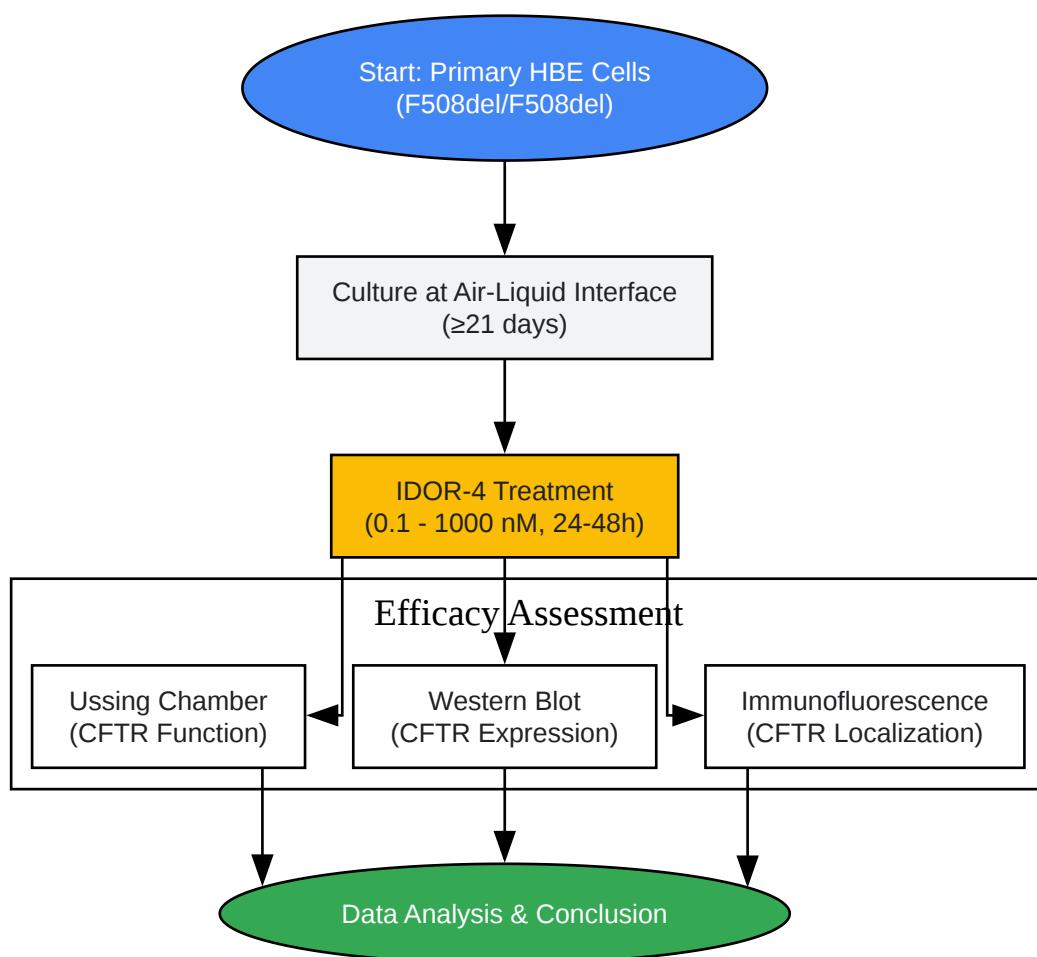 Start: Primary HBE Cells
(F508del/F508del)
Culture at Air-Liquid Interface
(≥21 days)
IDOR-4 Treatment
(0.1 - 1000 nM, 24-48h)
Efficacy Assessment
Ussing Chamber
(CFTR Function)
Western Blot
(CFTR Expression)
Immunofluorescence
(CFTR Localization)
Data Analysis & Conclusion